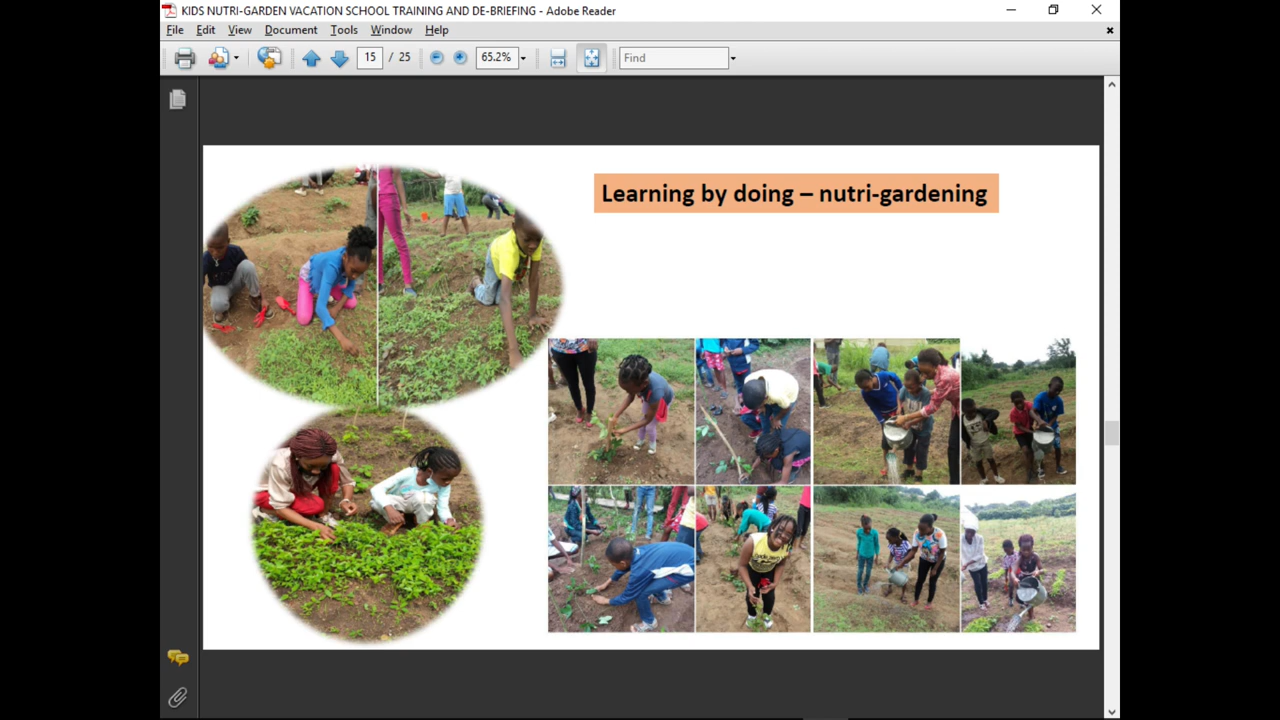 KIDS NUTRI-GARDEN VACATION SCHOOL TRAINING AND DE-BRIEFING - Adobe Reader
File Edit View Document Tools Window Help
15 / 25 65.2% Find
Learning by doing – nutri-gardening